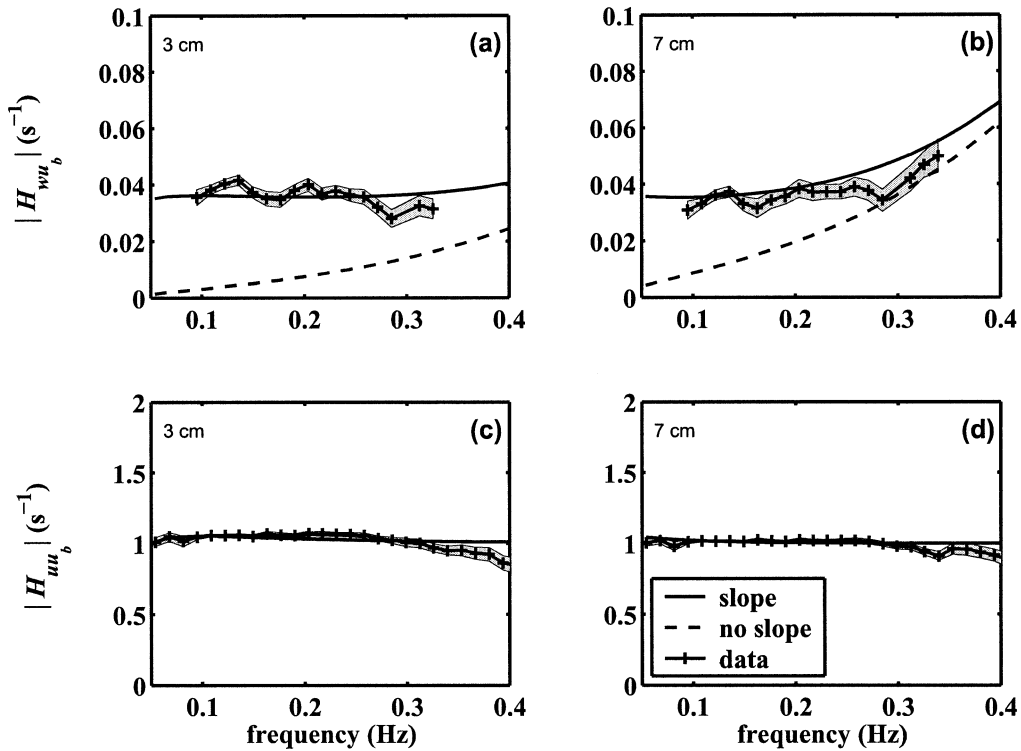 3 cm
(a)
0.1
0.08
0.06
0.04
0.02
0
0.1 0.2 0.3 0.4
|H_{wu_b}| (s^{-1})
7 cm
(b)
0.1
0.08
0.06
0.04
0.02
0
0.1 0.2 0.3 0.4
3 cm
(c)
2
1.5
1
0.5
0
0.1 0.2 0.3 0.4
frequency (Hz)
|H_{uu_b}| (s^{-1})
7 cm
(d)
2
1.5
1
0.5
0
slope
no slope
data
0.1 0.2 0.3 0.4
frequency (Hz)